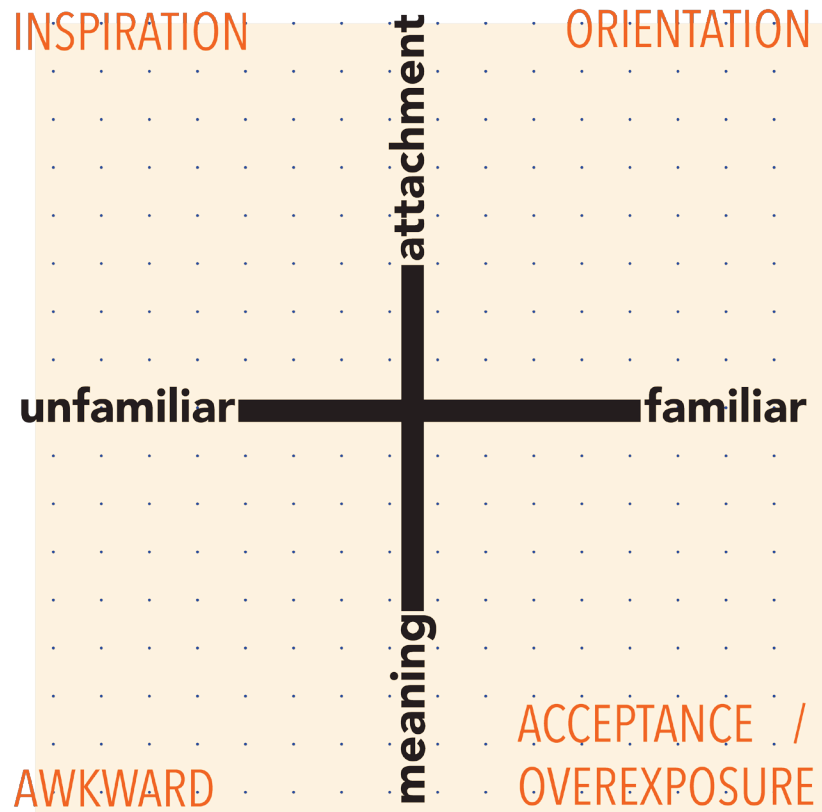 INSPIRATION
ORIENTATION
attachment
unfamiliar
familiar
meaning
ACCEPTANCE /
OVEREXPOSURE
AWKWARD